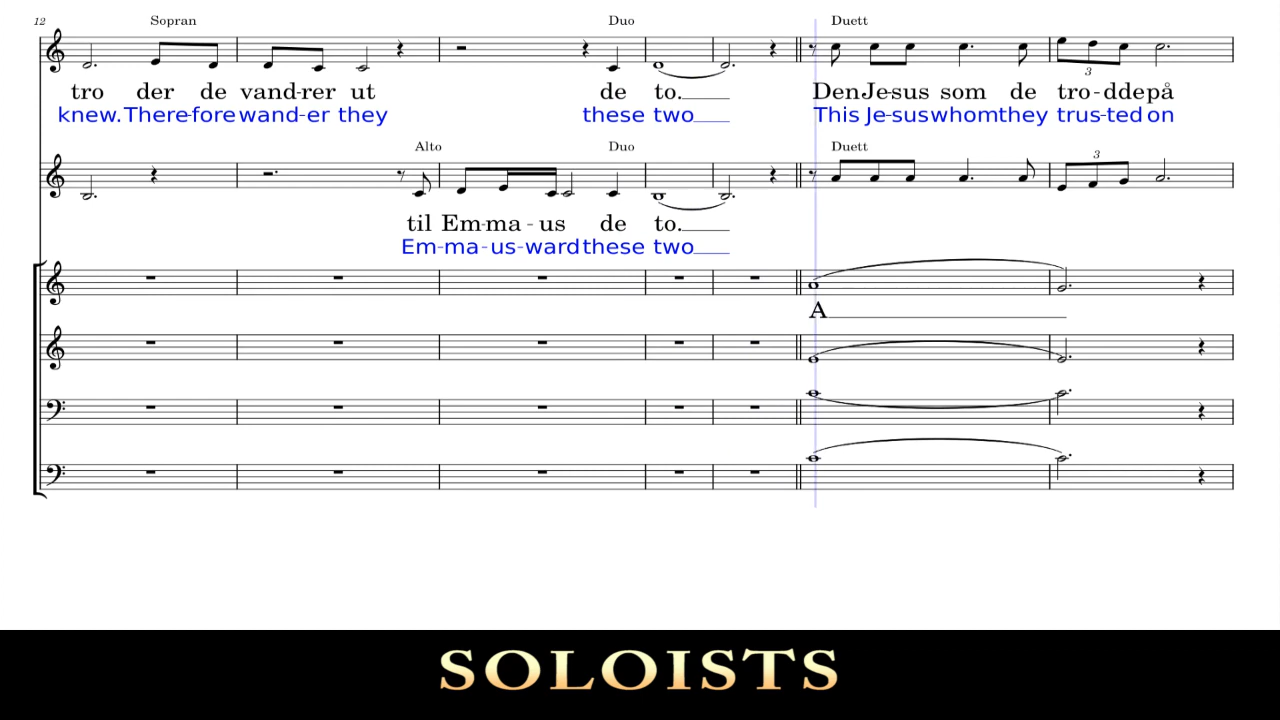 12 Sopran Duo Duett
tro der de vand-rer ut de to. Den Je-sus som de tro-dde på
knew. There-fore wand-er they these two This Je-sus whom they trus-ted on
3
Alto Duo Duett
3
til Em-ma-us de to.
Em-ma-us-ward these two
A
SOLOISTS